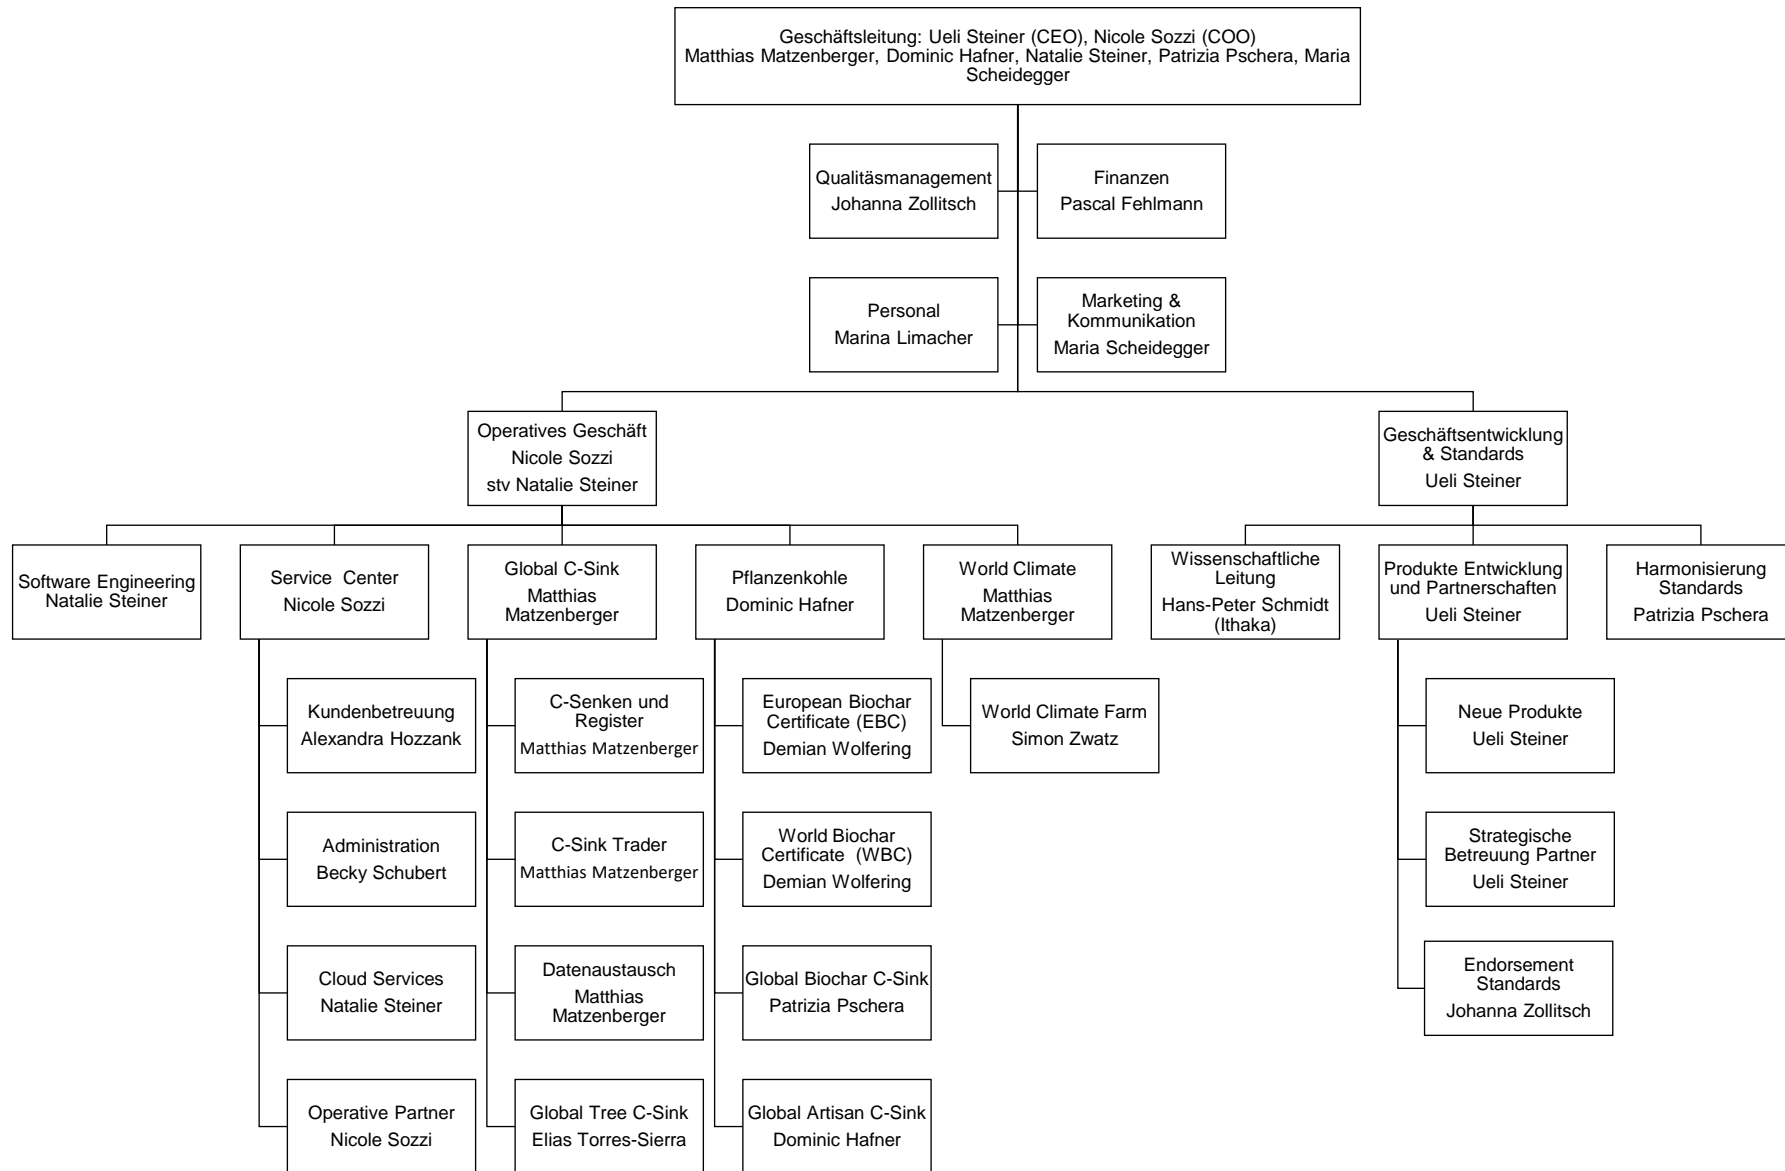 Geschäftsleitung: Ueli Steiner (CEO), Nicole Sozzi (COO)
Matthias Matzenberger, Dominic Hafner, Natalie Steiner, Patrizia Pschera, Maria
Scheidegger
Qualitäsmanagement
Johanna Zollitsch
Finanzen
Pascal Fehlmann
Personal
Marina Limacher
Marketing &
Kommunikation
Maria Scheidegger
Operatives Geschäft
Nicole Sozzi
stv Natalie Steiner
Geschäftsentwicklung
& Standards
Ueli Steiner
Software Engineering
Natalie Steiner
Service Center
Nicole Sozzi
Global C-Sink
Matthias
Matzenberger
Pflanzenkohle
Dominic Hafner
World Climate
Matthias
Matzenberger
Wissenschaftliche
Leitung
Hans-Peter Schmidt
(Ithaka)
Produkte Entwicklung
und Partnerschaften
Ueli Steiner
Harmonisierung
Standards
Patrizia Pschera
Kundenbetreuung
Alexandra Hozzank
C-Senken und
Register
Matthias Matzenberger
European Biochar
Certificate (EBC)
Demian Wolfering
World Climate Farm
Simon Zwatz
Neue Produkte
Ueli Steiner
Administration
Becky Schubert
C-Sink Trader
Matthias Matzenberger
World Biochar
Certificate (WBC)
Demian Wolfering
Strategische
Betreuung Partner
Ueli Steiner
Cloud Services
Natalie Steiner
Datenaustausch
Matthias
Matzenberger
Global Biochar C-Sink
Patrizia Pschera
Endorsement
Standards
Johanna Zollitsch
Operative Partner
Nicole Sozzi
Global Tree C-Sink
Elias Torres-Sierra
Global Artisan C-Sink
Dominic Hafner